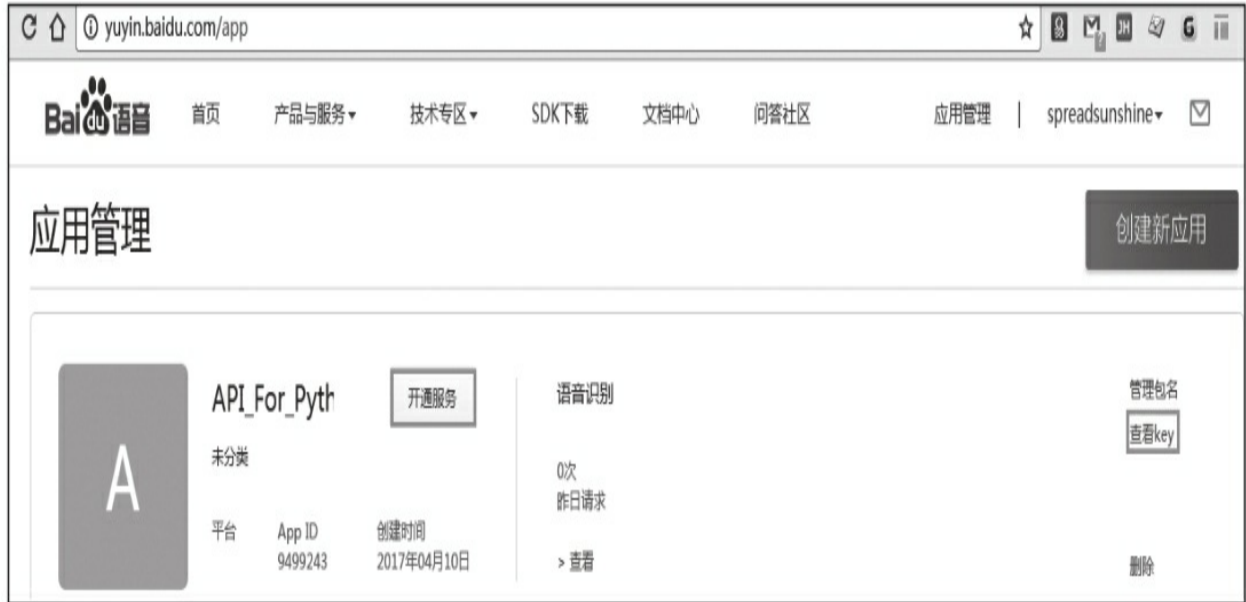 yuyin.baidu.com/app
Bai du 语音 首页 产品与服务 技术专区 SDK下载 文档中心 问答社区 应用管理 | spreadsunshine
应用管理 创建新应用
API_For_Pyth 开通服务 语音识别 管理包名
查看key
未分类 0次
A
昨日请求
平台 App ID 创建时间
9499243 2017年04月10日 > 查看 删除